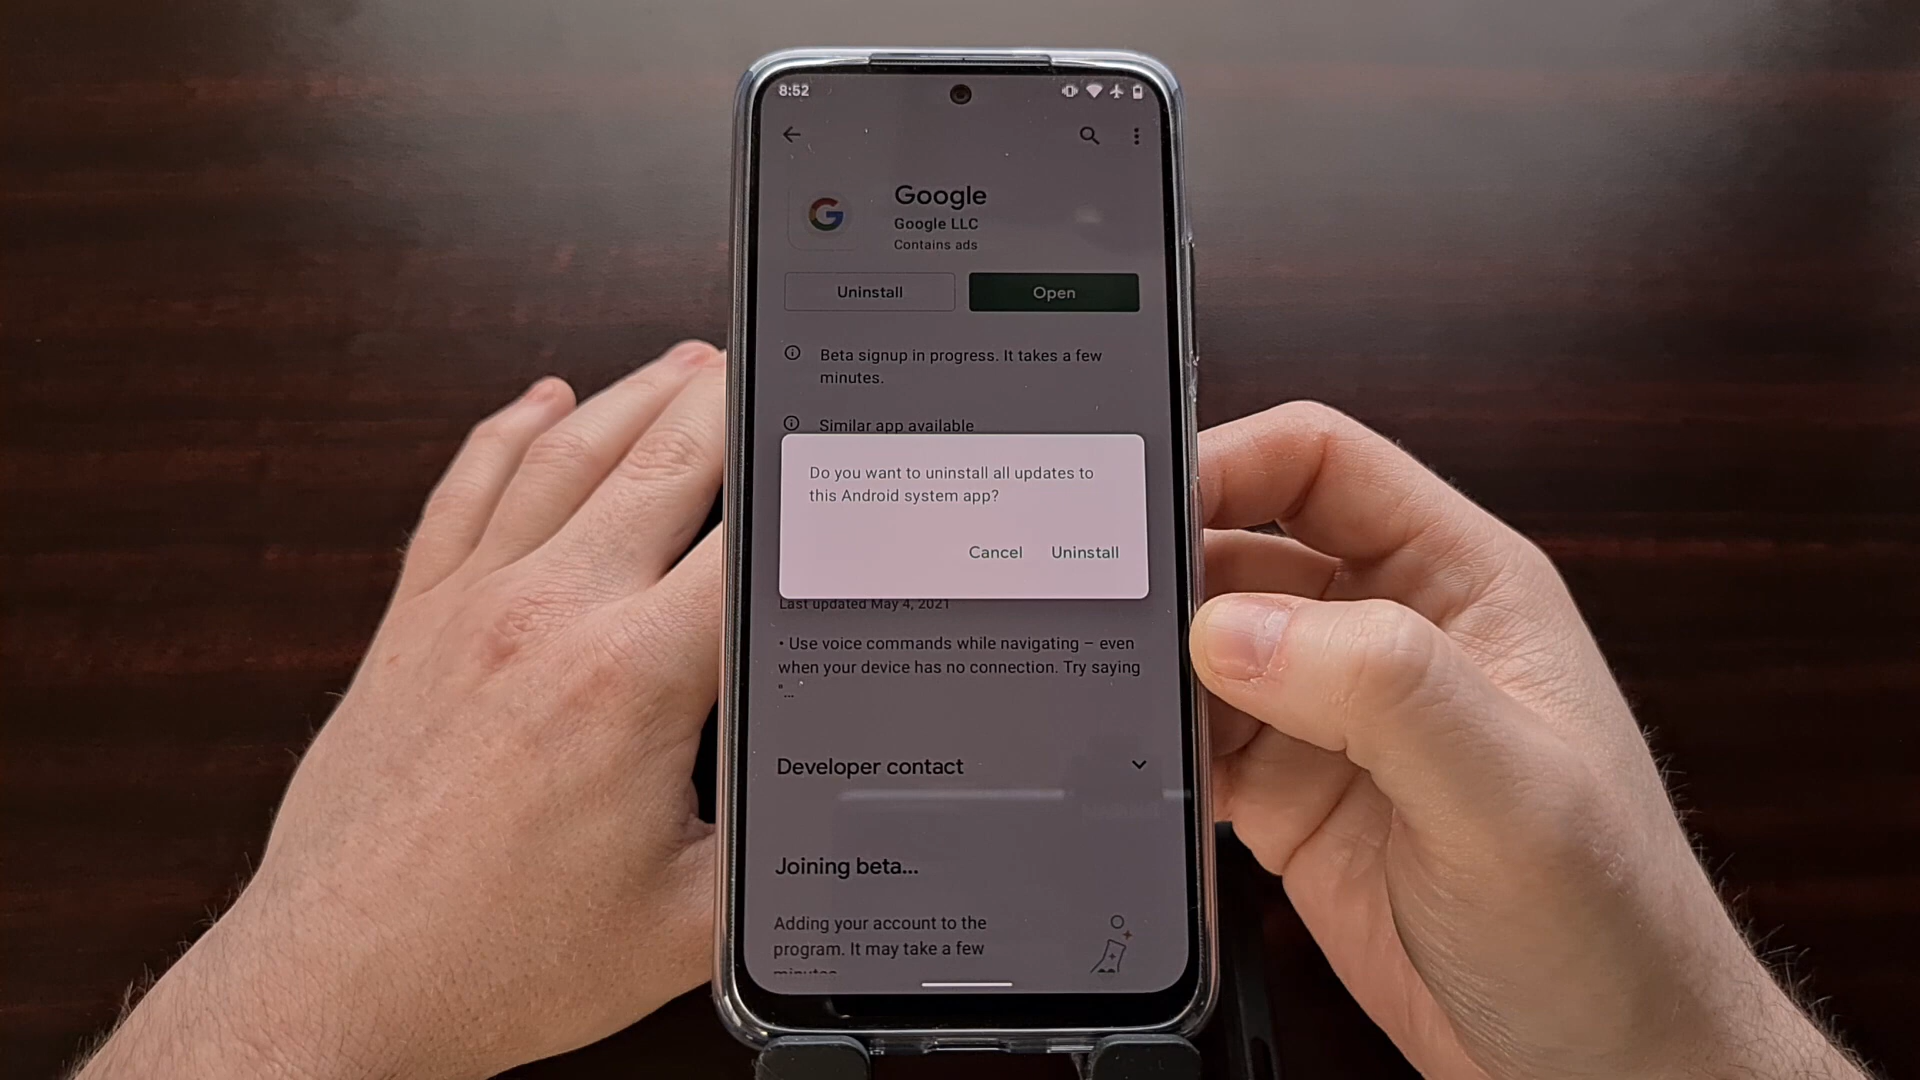 8:52
Google
Google LLC
Contains ads
Uninstall
Open
Beta signup in progress. It takes a few
minutes.
Similar app available
Do you want to uninstall all updates to
this Android system app?
Cancel
Uninstall
Last updated May 4, 2021
• Use voice commands while navigating – even
when your device has no connection. Try saying
"...
Developer contact
Joining beta...
Adding your account to the
program. It may take a few
minutes